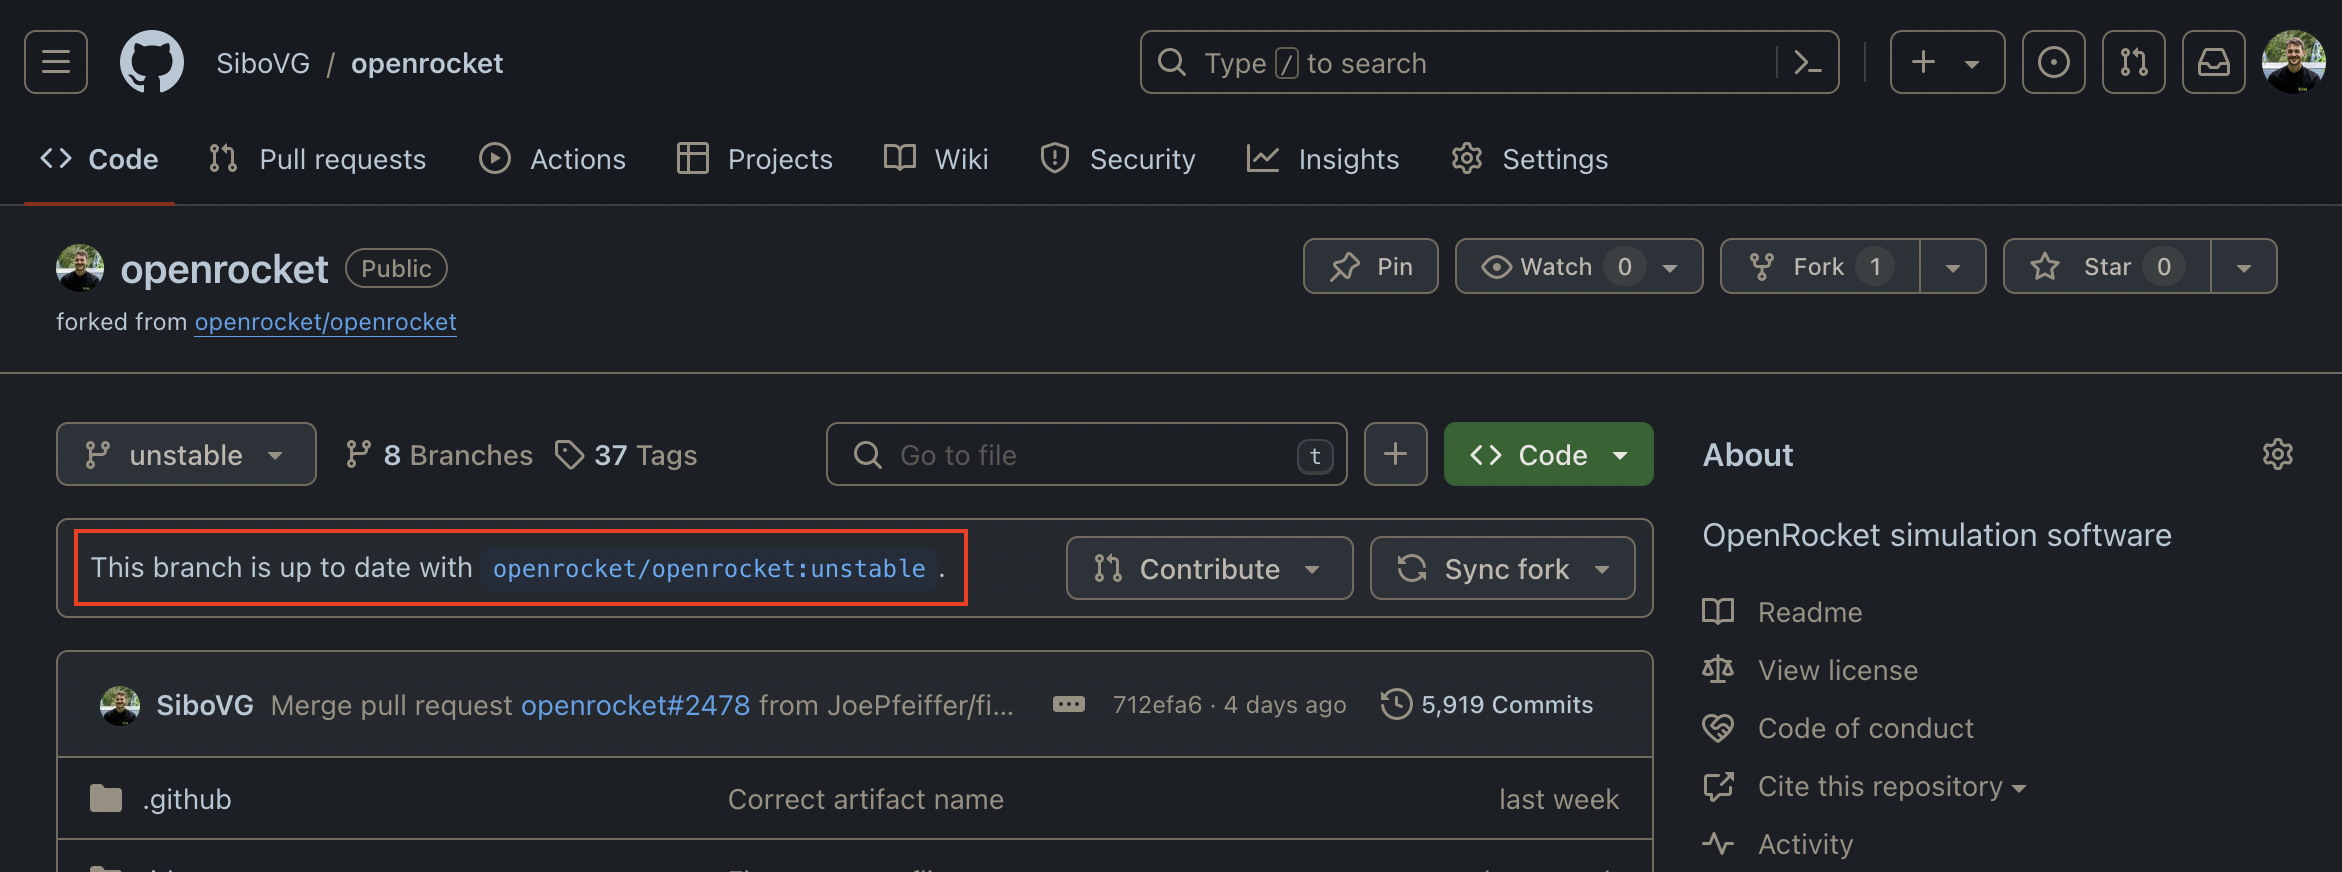 SiboVG / openrocket
Type / to search
Code Pull requests Actions Projects Wiki Security Insights Settings
openrocket Public
Pin Watch 0 Fork 1 Star 0
forked from openrocket/openrocket
unstable 8 Branches 37 Tags Go to file t Code
About
OpenRocket simulation software
Readme
View license
Code of conduct
Cite this repository
Activity
This branch is up to date with openrocket/openrocket:unstable .
Contribute Sync fork
SiboVG Merge pull request openrocket#2478 from JoePfeiffer/fi... 712efa6 · 4 days ago 5,919 Commits
.github Correct artifact name last week